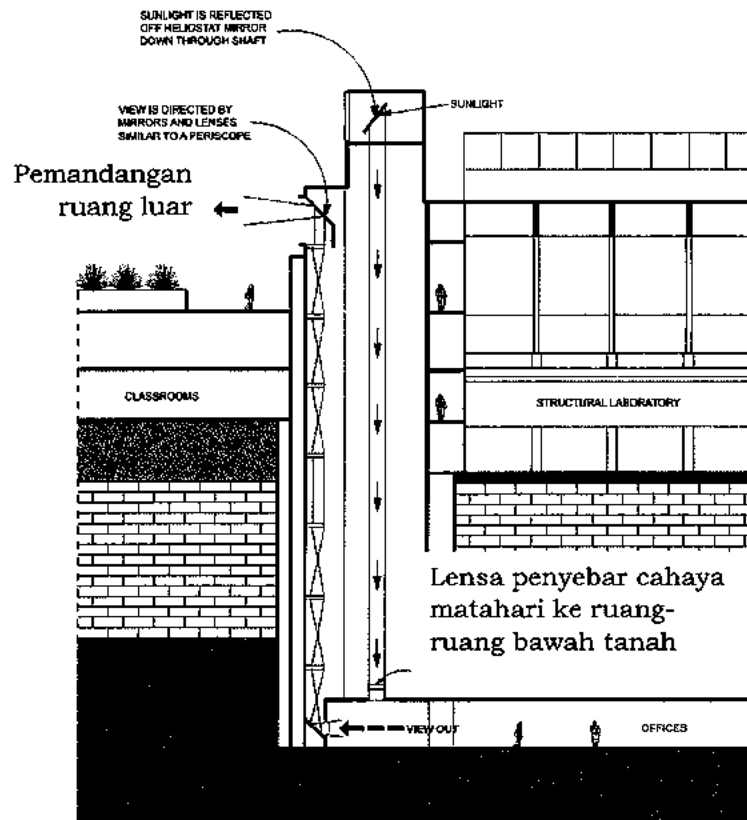 SUNLIGHT IS REFLECTED
OFF HELIOSTAT MIRROR
DOWN THROUGH SHAFT
VIEW IS DIRECTED BY
MIRRORS AND LENSES
SIMILAR TO A PERISCOPE
SUNLIGHT
Pemandangan
ruang luar
CLASSROOMS
STRUCTURAL LABORATORY
Lensa penyebar cahaya
matahari ke ruang-
ruang bawah tanah
VIEW OUT
OFFICES